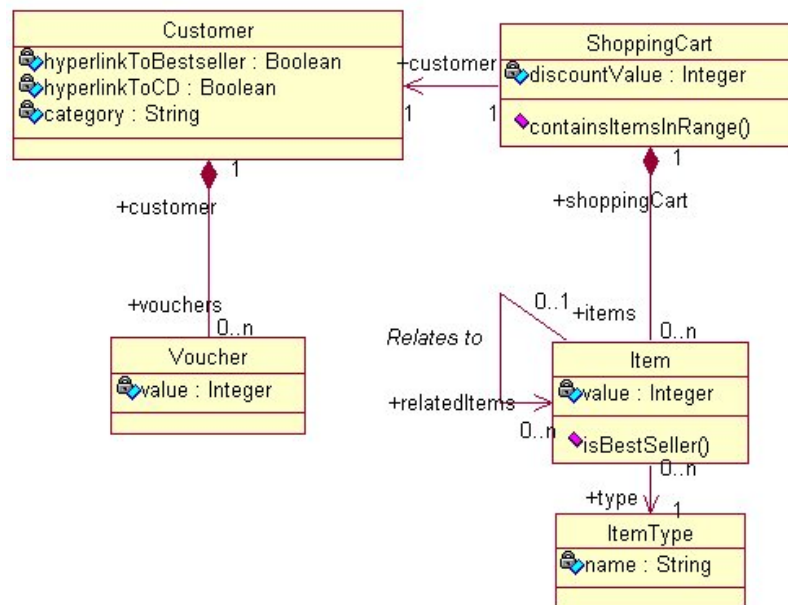 Customer
hyperlinkToBestseller : Boolean
hyperlinkToCD : Boolean
category : String
+customer
1
1
ShoppingCart
discountValue : Integer
containsItemsInRange()
1
+customer
+vouchers
0..n
Voucher
value : Integer
1
+shoppingCart
0..1
+items
0..n
Relates to
+relatedItems
0..n
Item
value : Integer
isBestSeller()
0..n
+type
1
ItemType
name : String